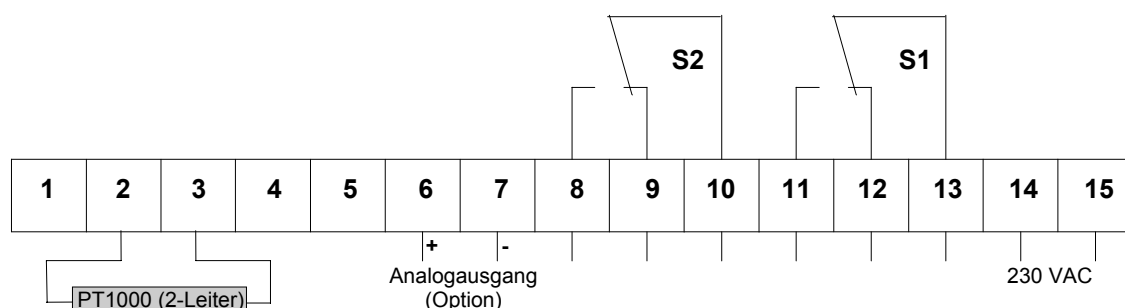 S2 S1
1 2 3 4 5 6 7 8 9 10 11 12 13 14 15
+ -
Analogausgang 230 VAC
(Option)
PT1000 (2-Leiter)